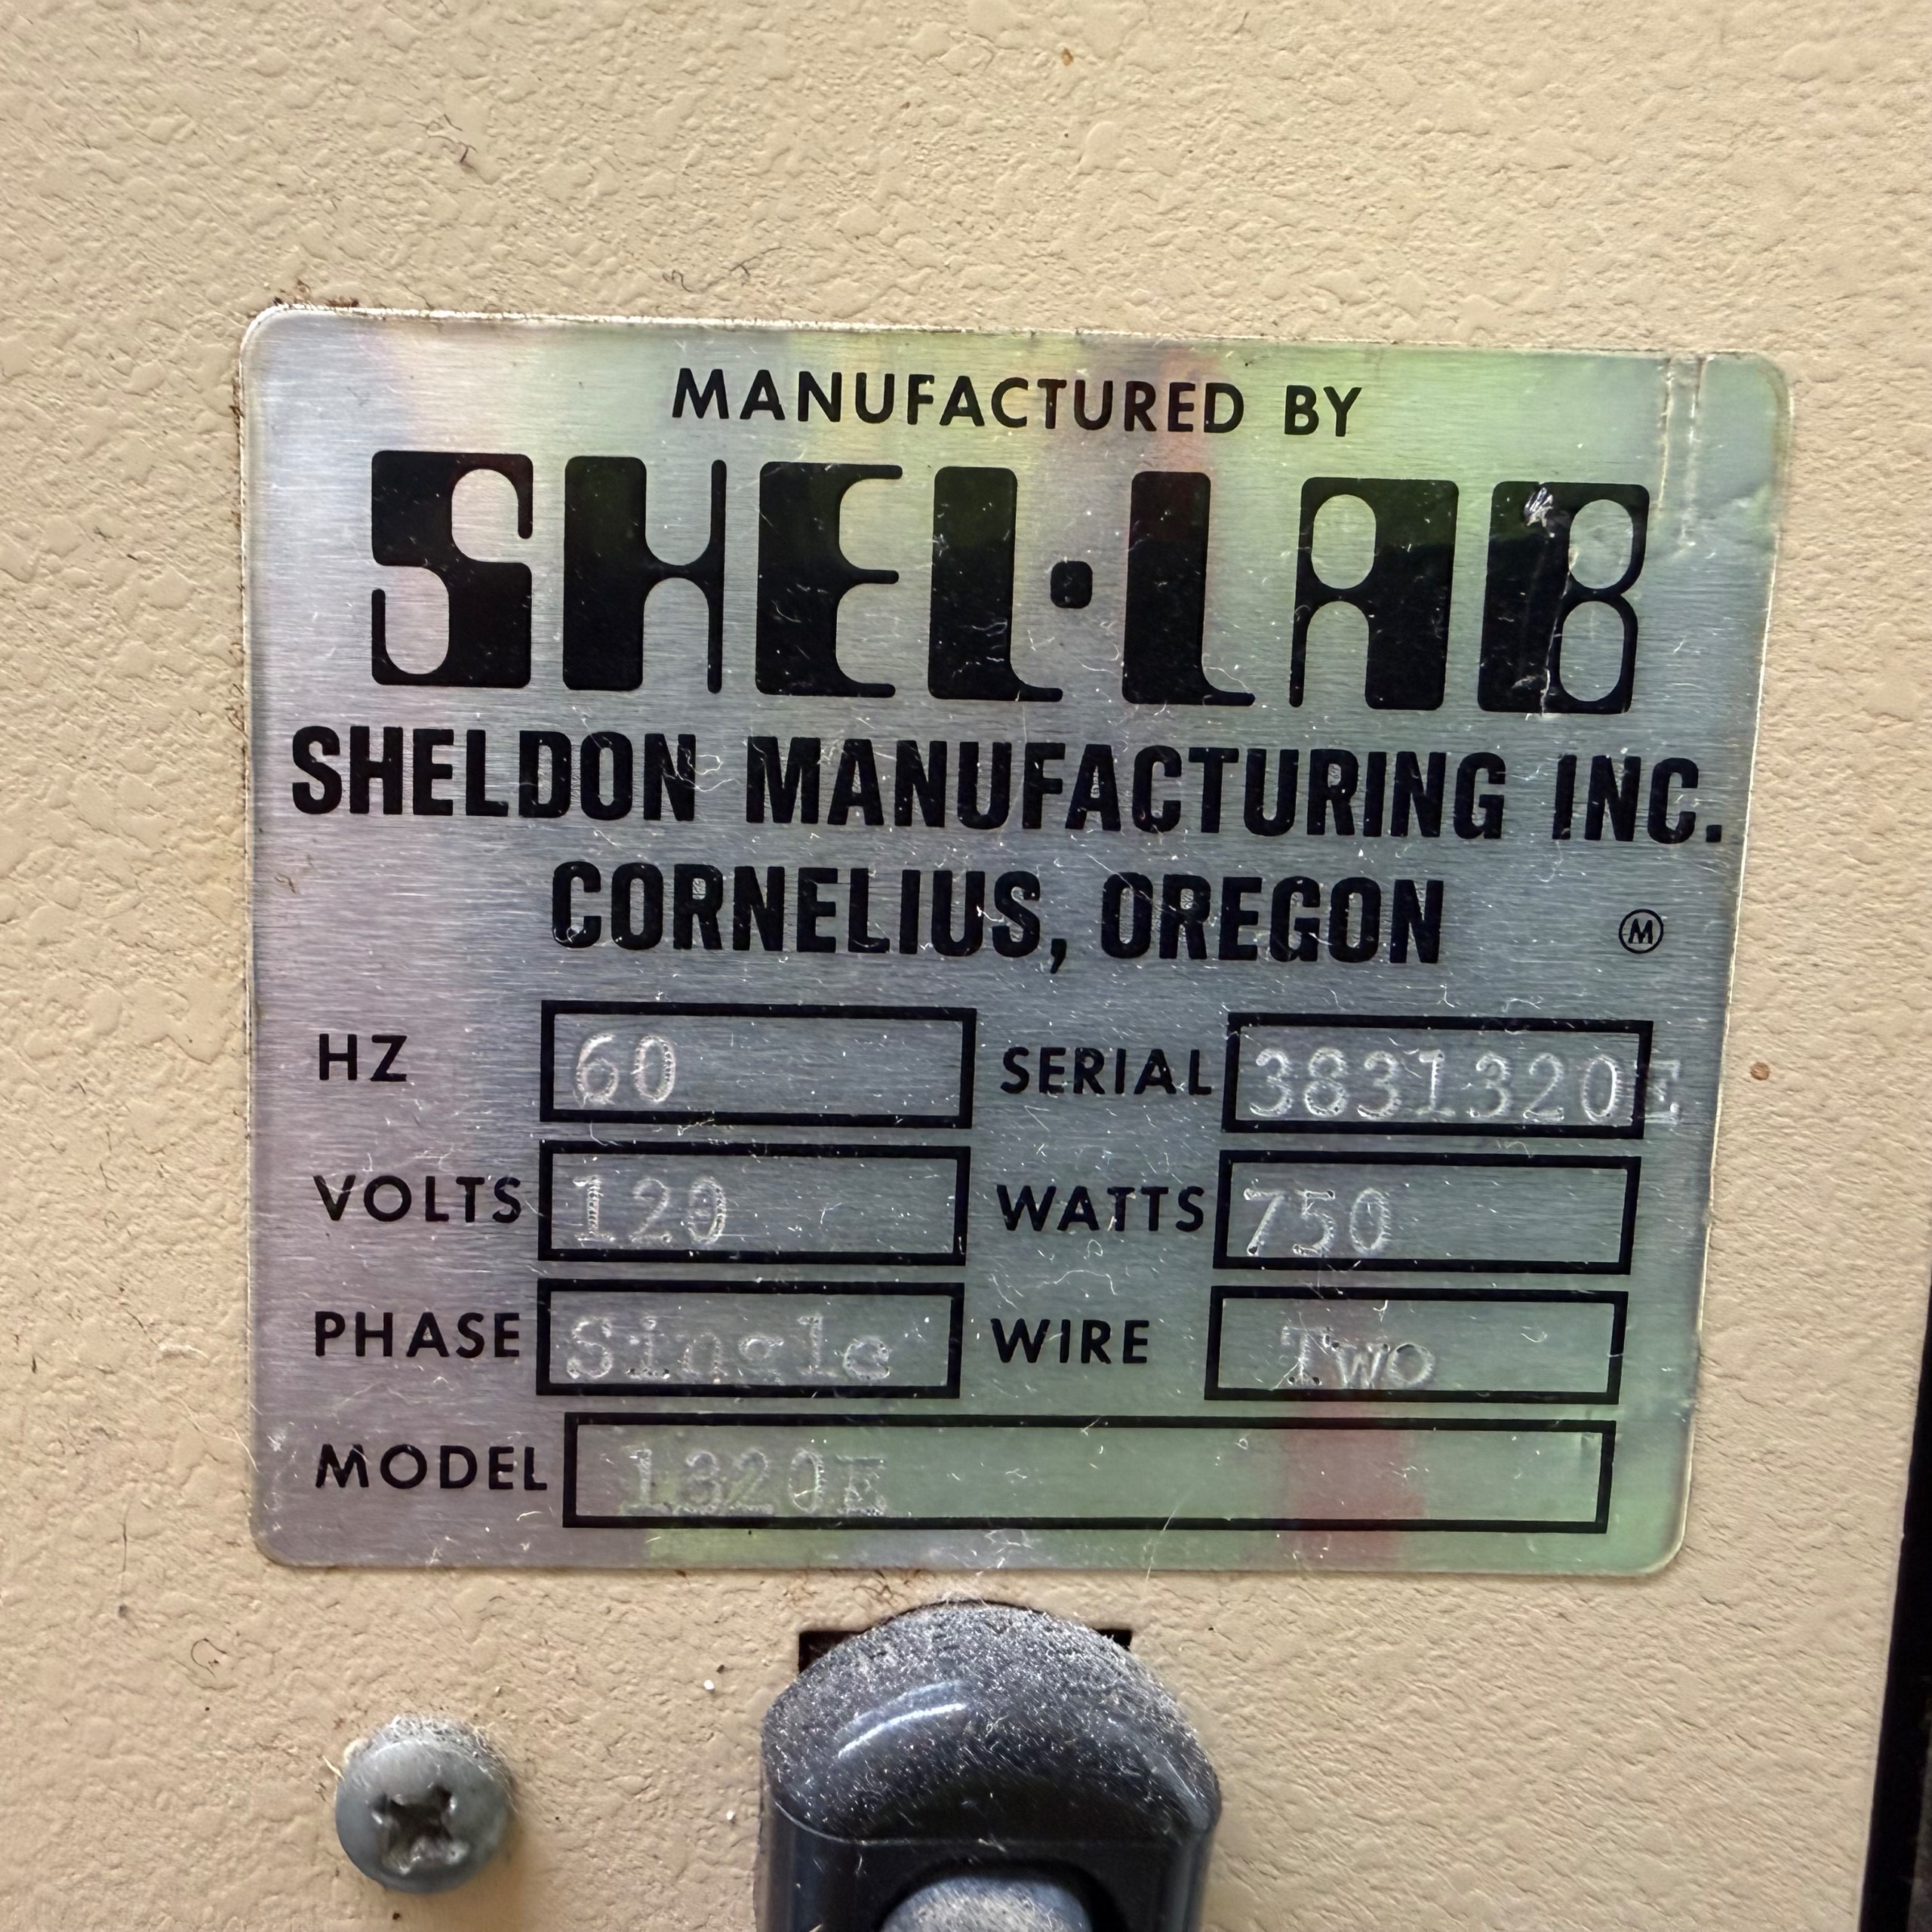 MANUFACTURED BY
SHEL·LAB
SHELDON MANUFACTURING INC.
CORNELIUS, OREGON
M
HZ 60 SERIAL 3831320E
VOLTS 120 WATTS 750
PHASE Single WIRE Two
MODEL 1320E